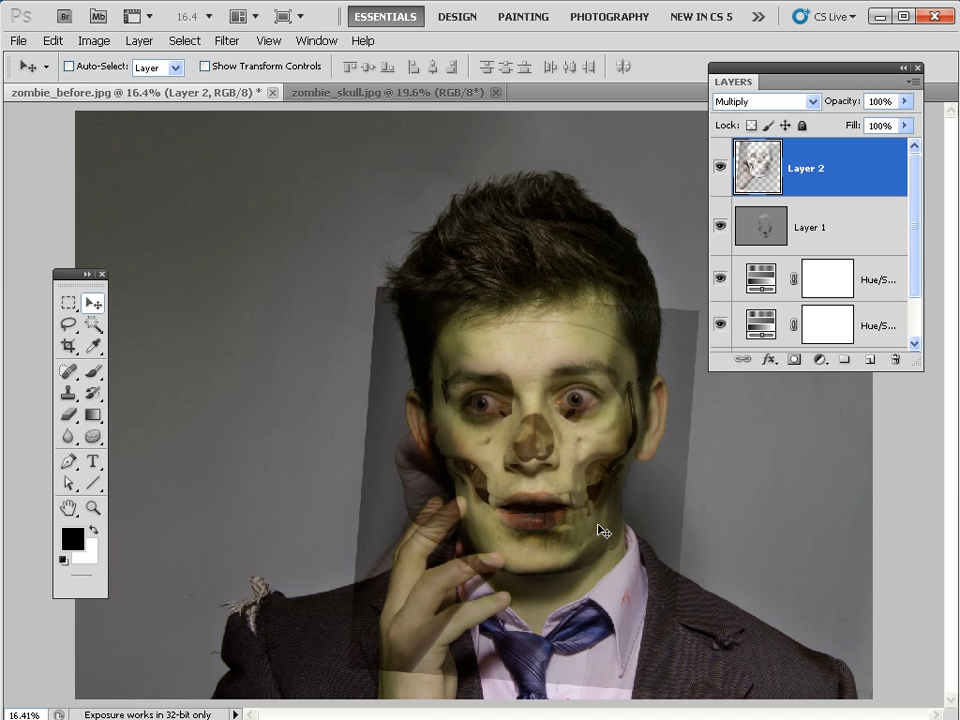 Ps Br Mb 16.4 ESSENTIALS DESIGN PAINTING PHOTOGRAPHY NEW IN CS 5 CS Live
File Edit Image Layer Select Filter View Window Help
Auto-Select: Layer Show Transform Controls
zombie_before.jpg @ 16.4% (Layer 2, RGB/8) * zombie_skull.jpg @ 19.6% (RGB/8*)
LAYERS
Multiply Opacity: 100%
Lock: Fill: 100%
Layer 2
Layer 1
Hue/S...
Hue/S...
fx
T
16.41% Exposure works in 32-bit only